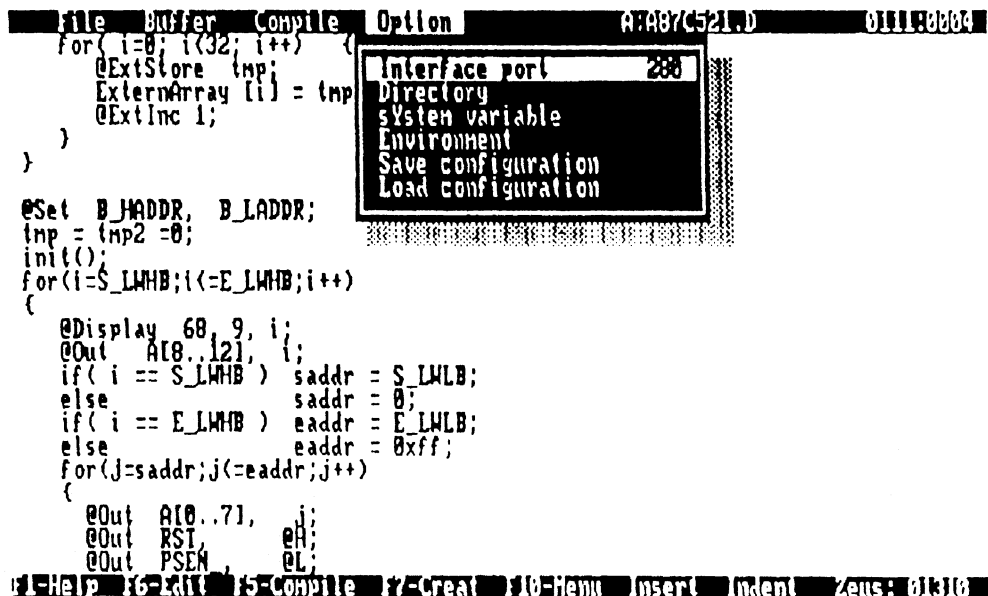 File Buffer Compile Option A:A87C521.D 0111:0004
for( i=0; i<32; i++) {
@ExtStore tmp;
ExternArray [i] = tmp
@ExtInc 1;
}
}
Interface port 280
Directory
sYstem variable
Environment
Save configuration
Load configuration
@Set B_HADDR, B_LADDR;
tmp = tmp2 =0;
init();
for(i=S_LWHB;i<=E_LWHB;i++)
{
@Display 68, 9, i;
@Out A[8..12], i;
if( i == S_LWHB ) saddr = S_LWLB;
else saddr = 0;
if( i == E_LWHB ) eaddr = E_LWLB;
else eaddr = 0xff;
for(j=saddr;j<=eaddr;j++)
{
@Out A[0..7], j;
@Out RST, @H;
@Out PSEN_, @L;
F1-Help F6-Edit F5-Compile F7-Creat F10-Menu Insert Indent Zeus: 01310